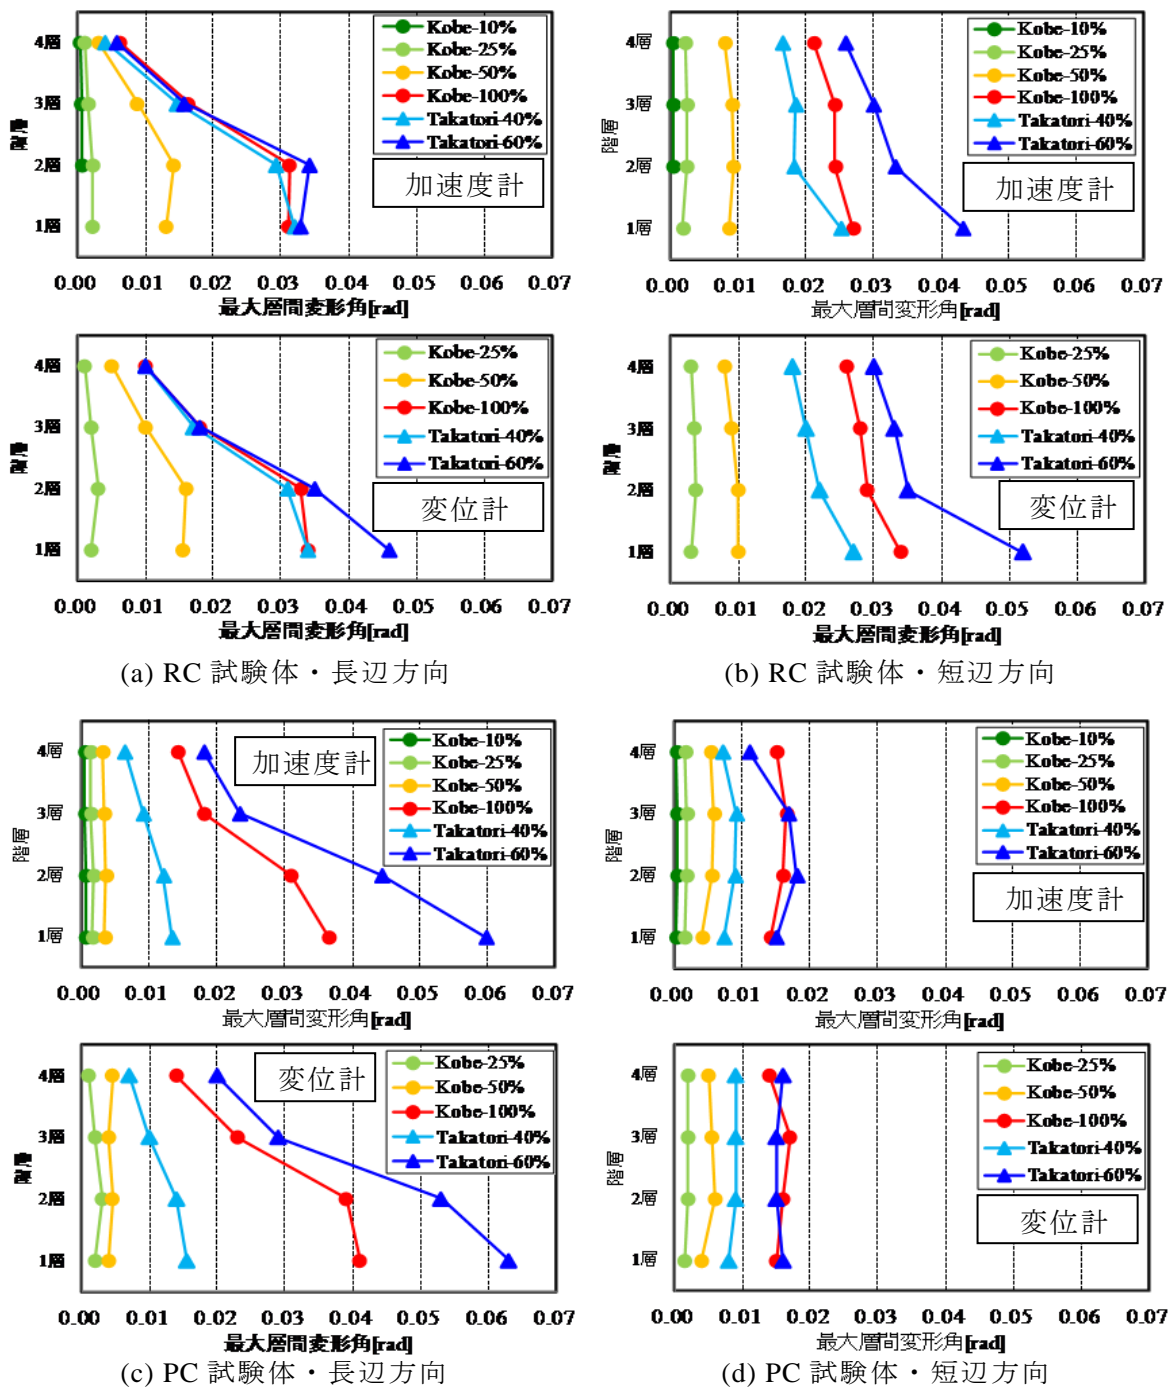 Kobe-10%
Kobe-25%
Kobe-50%
Kobe-100%
Takatori-40%
Takatori-60%
加速度計
4層
3層
2層
1層
階層
0.00 0.01 0.02 0.03 0.04 0.05 0.06 0.07
最大層間変形角[rad]
Kobe-10%
Kobe-25%
Kobe-50%
Kobe-100%
Takatori-40%
Takatori-60%
加速度計
4層
3層
2層
1層
階層
0.00 0.01 0.02 0.03 0.04 0.05 0.06 0.07
最大層間変形角[rad]
Kobe-25%
Kobe-50%
Kobe-100%
Takatori-40%
Takatori-60%
変位計
4層
3層
2層
1層
階層
0.00 0.01 0.02 0.03 0.04 0.05 0.06 0.07
最大層間変形角[rad]
(a) RC 試験体・長辺方向
Kobe-25%
Kobe-50%
Kobe-100%
Takatori-40%
Takatori-60%
変位計
4層
3層
2層
1層
階層
0.00 0.01 0.02 0.03 0.04 0.05 0.06 0.07
最大層間変形角[rad]
(b) RC 試験体・短辺方向
加速度計
Kobe-10%
Kobe-25%
Kobe-50%
Kobe-100%
Takatori-40%
Takatori-60%
4層
3層
2層
1層
階層
0.00 0.01 0.02 0.03 0.04 0.05 0.06 0.07
最大層間変形角[rad]
Kobe-10%
Kobe-25%
Kobe-50%
Kobe-100%
Takatori-40%
Takatori-60%
加速度計
4層
3層
2層
1層
階層
0.00 0.01 0.02 0.03 0.04 0.05 0.06 0.07
最大層間変形角[rad]
変位計
Kobe-25%
Kobe-50%
Kobe-100%
Takatori-40%
Takatori-60%
4層
3層
2層
1層
階層
0.00 0.01 0.02 0.03 0.04 0.05 0.06 0.07
最大層間変形角[rad]
(c) PC 試験体・長辺方向
Kobe-25%
Kobe-50%
Kobe-100%
Takatori-40%
Takatori-60%
変位計
4層
3層
2層
1層
階層
0.00 0.01 0.02 0.03 0.04 0.05 0.06 0.07
最大層間変形角[rad]
(d) PC 試験体・短辺方向